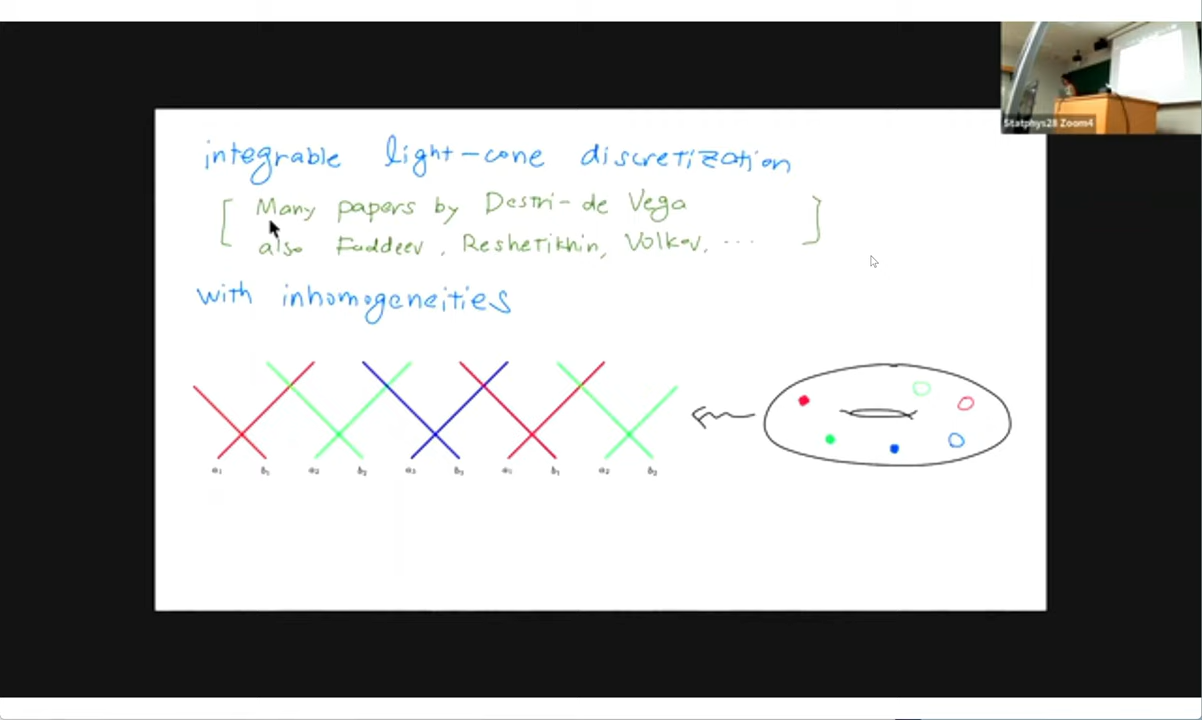 Statphys28 Zoom4
integrable light-cone discretization
[ Many papers by Destri-de Vega ]
also Faddeev, Reshetikhin, Volkov, ...
with inhomogeneities
a₁ b₁ a₂ b₂ a₃ b₃ a₁ b₁ a₂ b₂